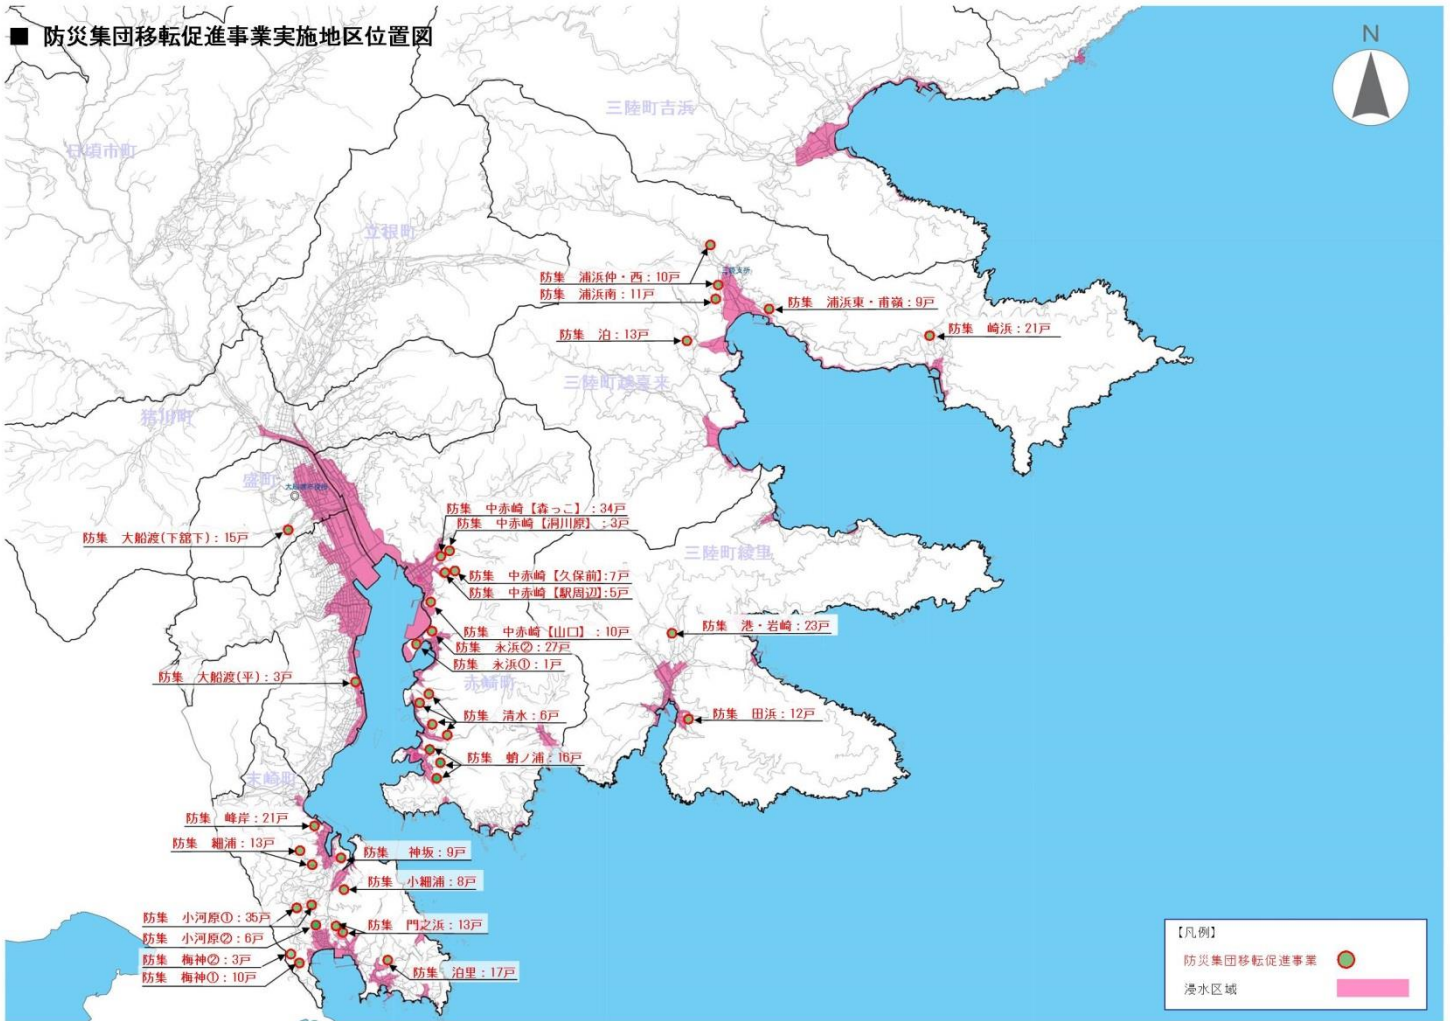 ■ 防災集団移転促進事業実施地区位置図
N
三陸町吉浜
日頃市町
立根町
防集 浦浜仲・西：10戸
防集 浦浜南：11戸
防集 浦浜東・甫嶺：9戸
防集 泊：13戸
防集 崎浜：21戸
三陸町越喜来
猪川町
盛町
防集 大船渡(下舘下)：15戸
防集 中赤崎【森っこ】：34戸
防集 中赤崎【洞川原】：3戸
三陸町綾里
防集 中赤崎【久保前】:7戸
防集 中赤崎【駅周辺】:5戸
防集 中赤崎【山口】：10戸
防集 港・岩崎：23戸
防集 永浜②：27戸
防集 永浜①：1戸
防集 大船渡(平)：3戸
赤崎町
防集 清水：6戸
防集 田浜：12戸
防集 蛸ノ浦：16戸
末崎町
防集 峰岸：21戸
防集 細浦：13戸
防集 神坂：9戸
防集 小細浦：8戸
防集 小河原①：35戸
防集 門之浜：13戸
防集 小河原②：6戸
防集 梅神②：3戸
防集 梅神①：10戸
防集 泊里：17戸
【凡例】
防災集団移転促進事業
浸水区域